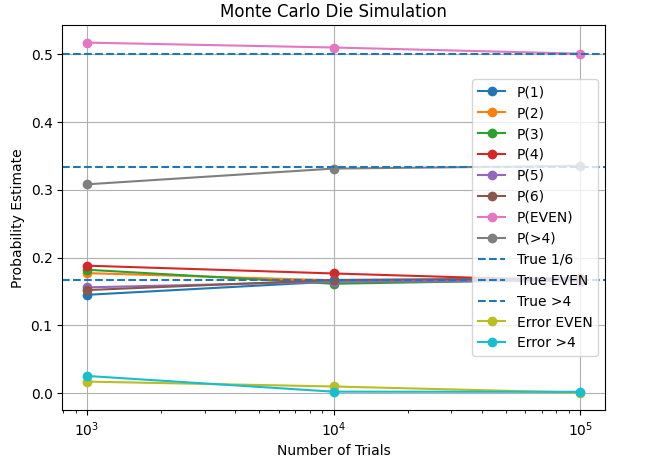 Monte Carlo Die Simulation
Probability Estimate
0.5
0.4
0.3
0.2
0.1
0.0
P(1)
P(2)
P(3)
P(4)
P(5)
P(6)
P(EVEN)
P(>4)
True 1/6
True EVEN
True >4
Error EVEN
Error >4
10³ 10⁴ 10⁵
Number of Trials